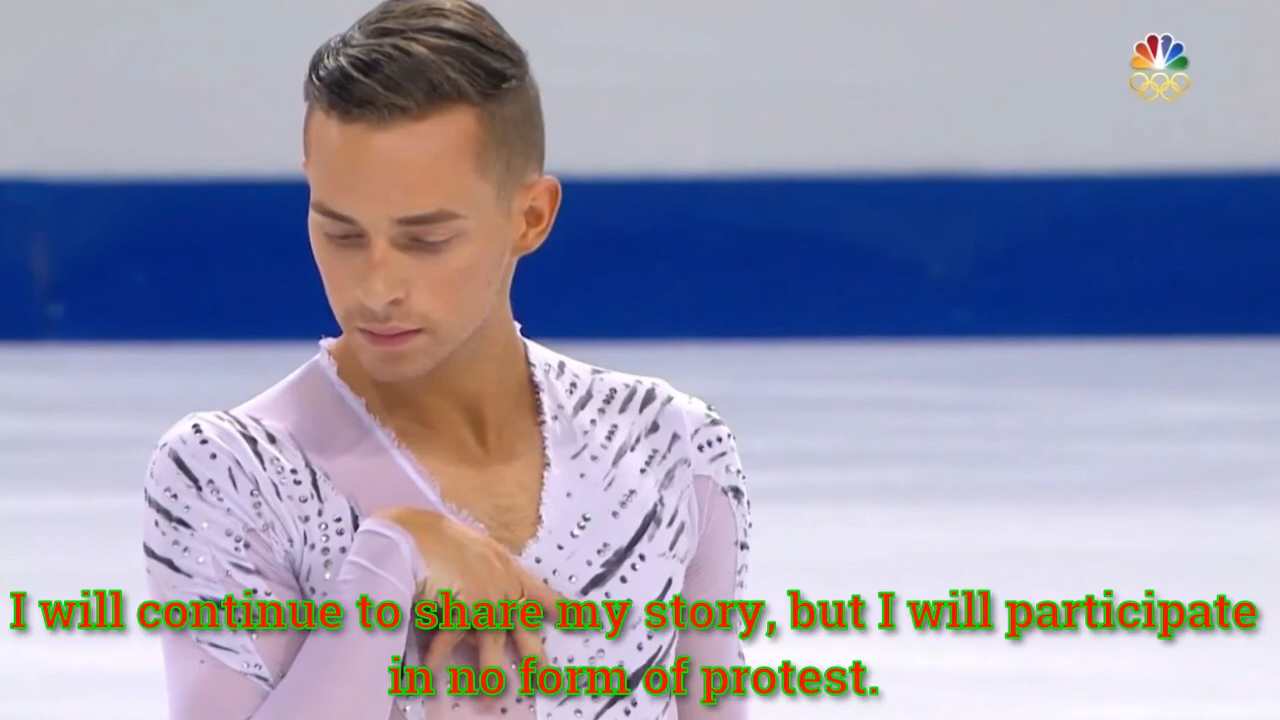 I will continue to share my story, but I will participate
in no form of protest.